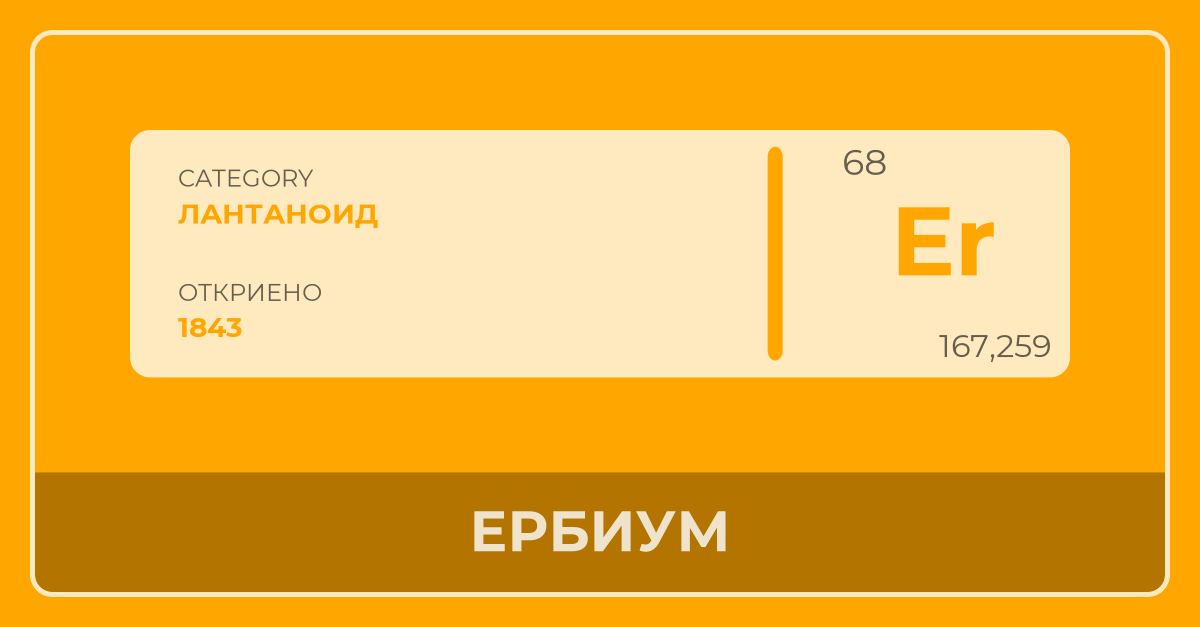 CATEGORY
ЛАНТАНОИД
ОТКРИЕНО
1843
68
Er
167,259
ЕРБИУМ